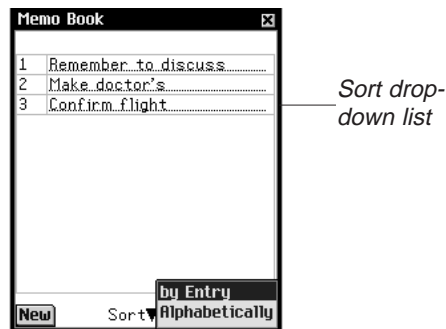 Memo Book
1 Remember to discuss
2 Make doctor's
3 Confirm flight
Sort drop-
down list
by Entry
Alphabetically
New Sort